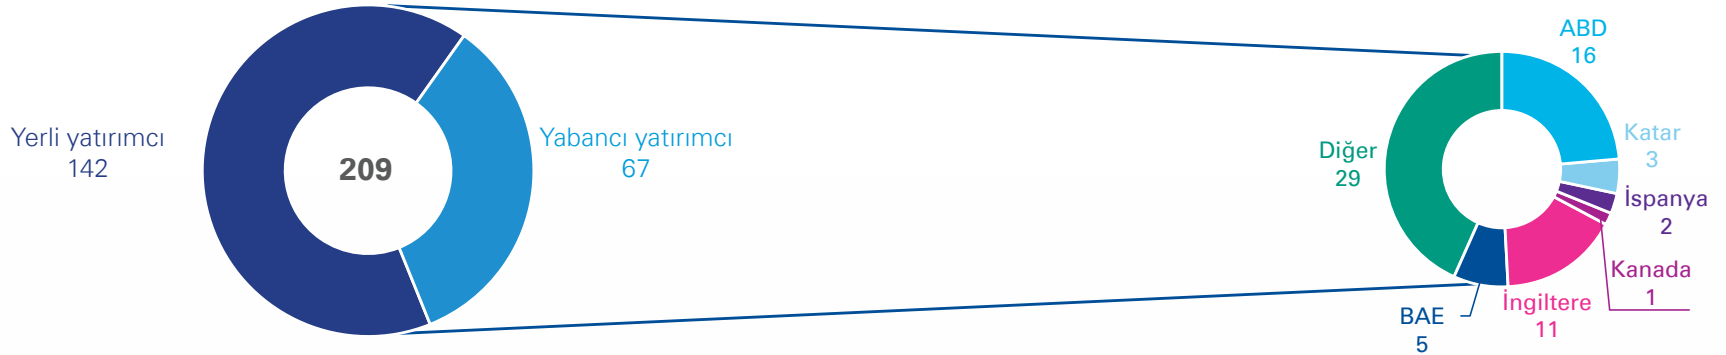 Yerli yatırımcı
142
209
Yabancı yatırımcı
67
ABD
16
Katar
3
İspanya
2
Kanada
1
İngiltere
11
BAE
5
Diğer
29